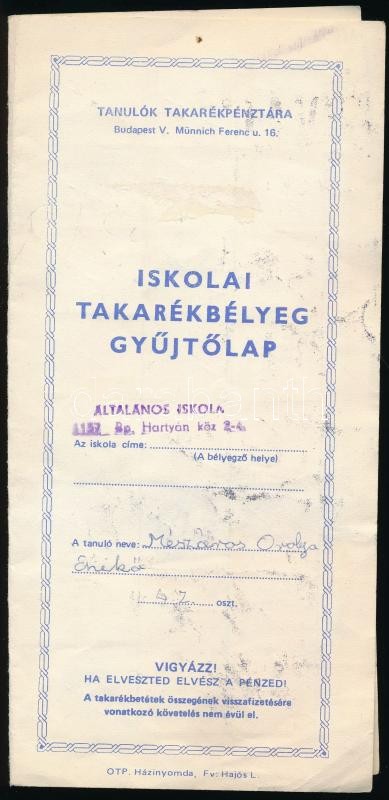 TANULÓK TAKARÉKPÉNZTÁRA
Budapest V. Münnich Ferenc u. 16.
ISKOLAI
TAKARÉKBÉLYEG
GYŰJTŐLAP
ÁLTALÁNOS ISKOLA
1157 Bp. Hartyán köz 2-4.
Az iskola címe:
(A bélyegző helye)
A tanuló neve: Mészáros Orolya
Enikő
oszt.
VIGYÁZZ!
HA ELVESZTED ELVÉSZ A PÉNZED!
A takarékbetétek összegének visszafizetésére
vonatkozó követelés nem évül el.
OTP. Házinyomda, Fv: Hajós L.